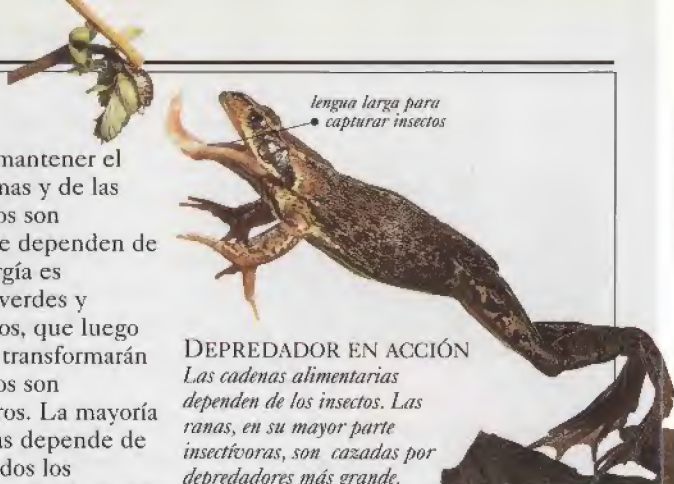 lengua larga para
capturar insectos
mantener el
mas y de las
os son
e dependen de
rgía es
verdes y
os, que luego
transformarán
os son
ros. La mayoría
as depende de
dos los
DEPREDADOR EN ACCIÓN
Las cadenas alimentarias
dependen de los insectos. Las
ranas, en su mayor parte
insectívoras, son cazadas por
depredadores más grande.